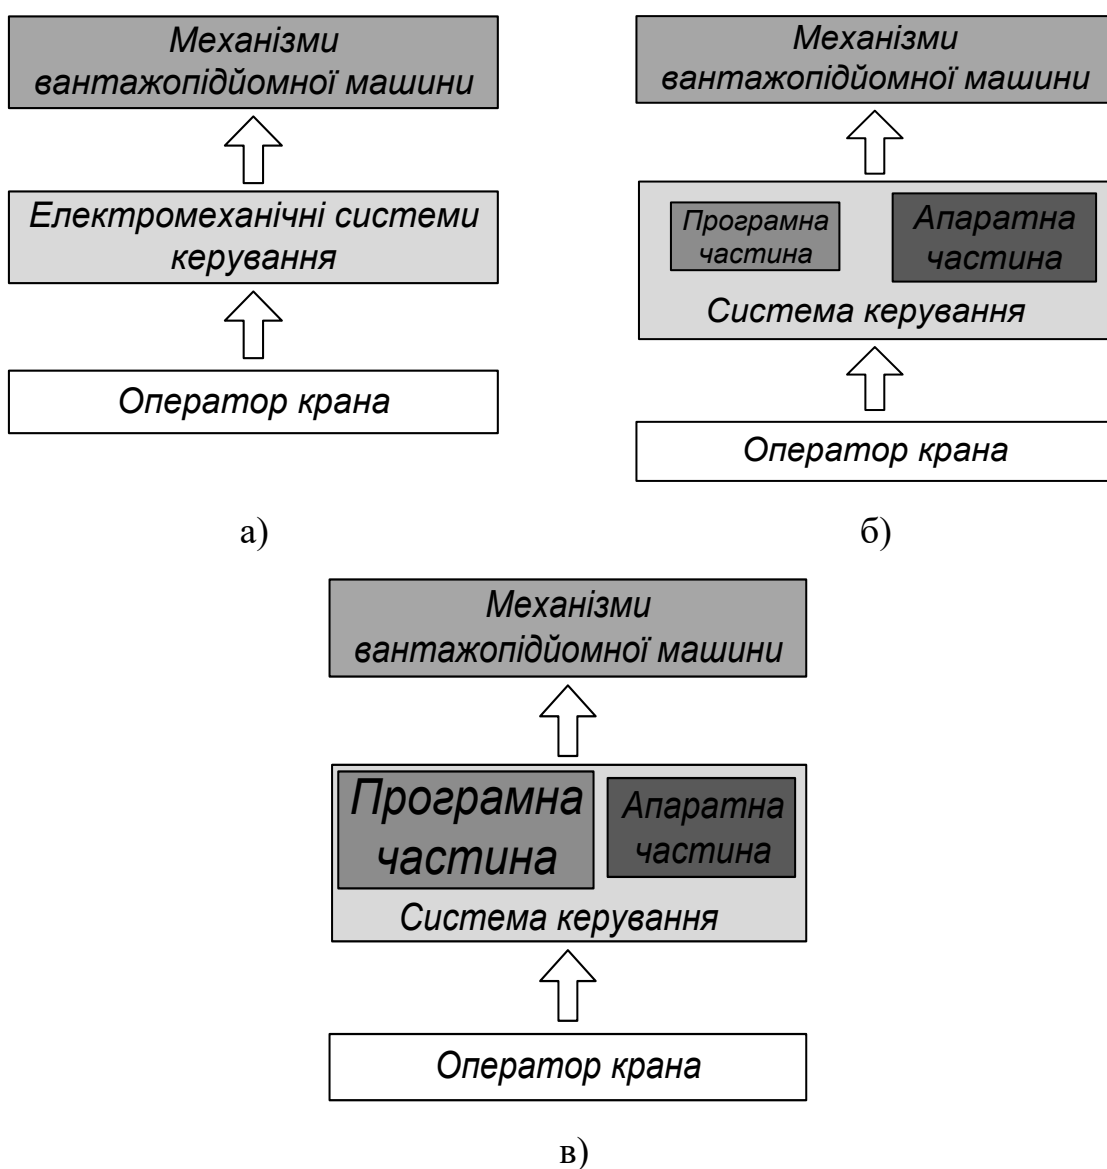 Механізми
вантажопідйомної машини
Електромеханічні системи
керування
Оператор крана
а)
Механізми
вантажопідйомної машини
Програмна
частина
Апаратна
частина
Система керування
Оператор крана
б)
Механізми
вантажопідйомної машини
Програмна
частина
Апаратна
частина
Система керування
Оператор крана
в)